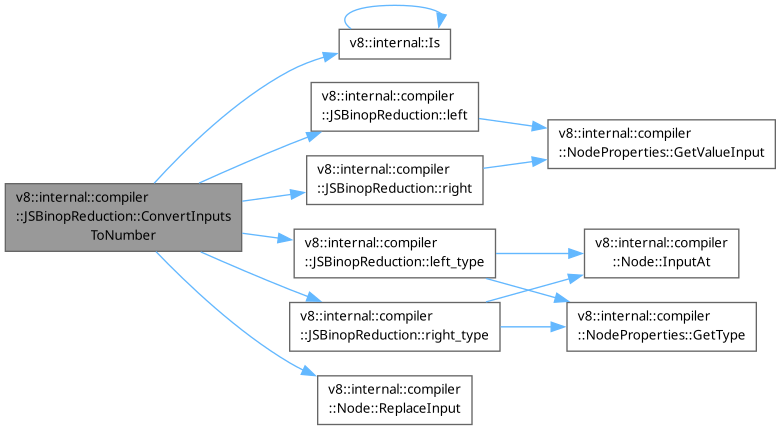 v8::internal::compiler
::JSBinopReduction::ConvertInputs
ToNumber
v8::internal::Is
v8::internal::compiler
::JSBinopReduction::left
v8::internal::compiler
::JSBinopReduction::right
v8::internal::compiler
::JSBinopReduction::left_type
v8::internal::compiler
::JSBinopReduction::right_type
v8::internal::compiler
::Node::ReplaceInput
v8::internal::compiler
::NodeProperties::GetValueInput
v8::internal::compiler
::Node::InputAt
v8::internal::compiler
::NodeProperties::GetType